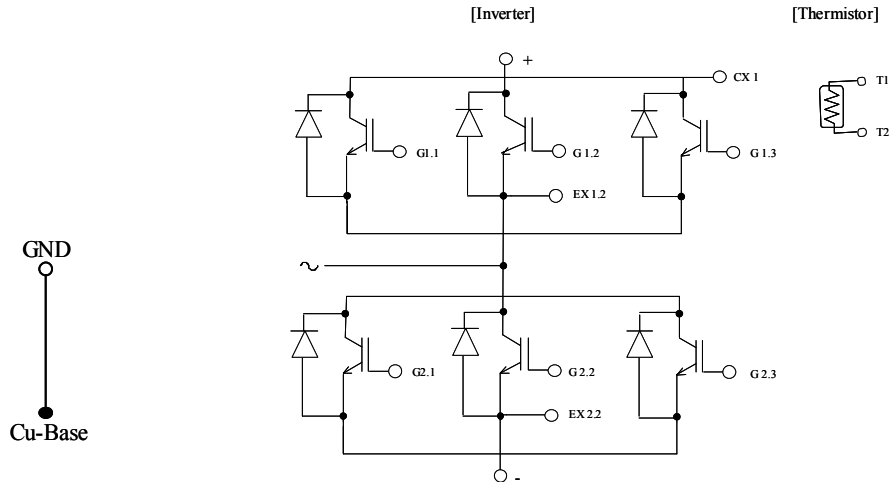 [Inverter]
[Thermistor]
+
CX 1
T1
T2
G1.1
G 1.2
G 1.3
EX 1.2
GND
~
G2.1
G 2.2
G 2.3
EX 2.2
Cu-Base
-